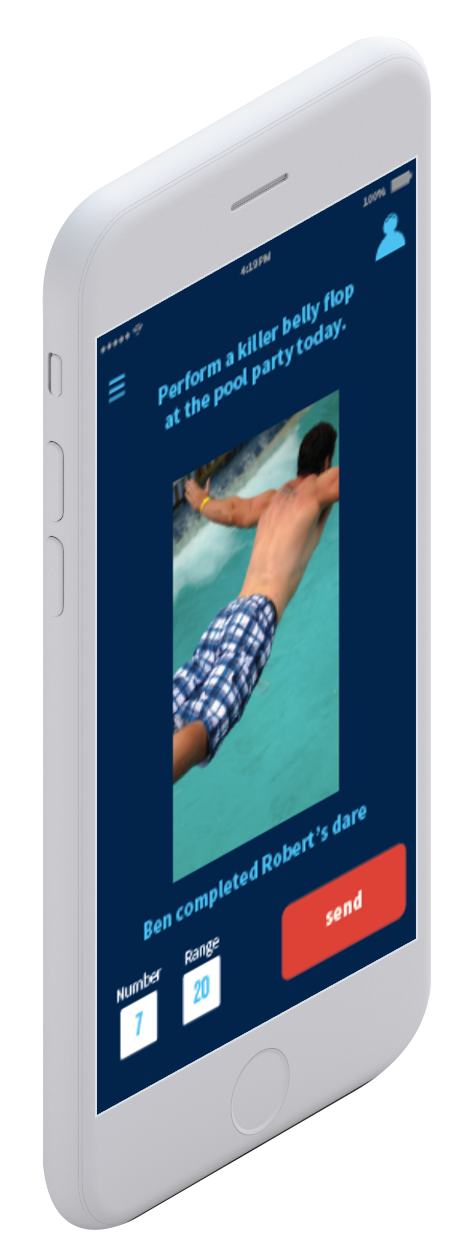 100%
4:19 PM
Perform a killer belly flop
at the pool party today.
Ben completed Robert's dare
send
Number
Range
7
20